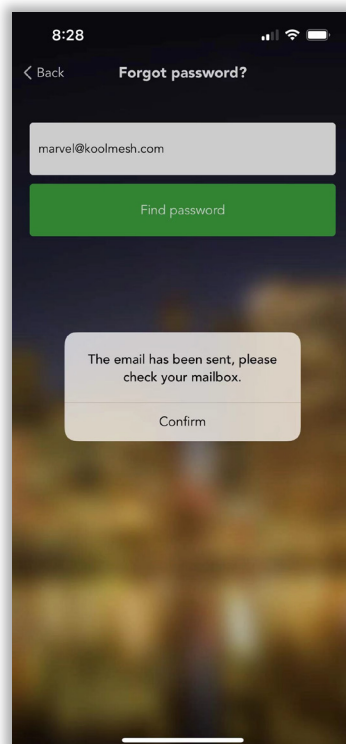 8:28
Back
Forgot password?
marvel@koolmesh.com
Find password
The email has been sent, please
check your mailbox.
Confirm